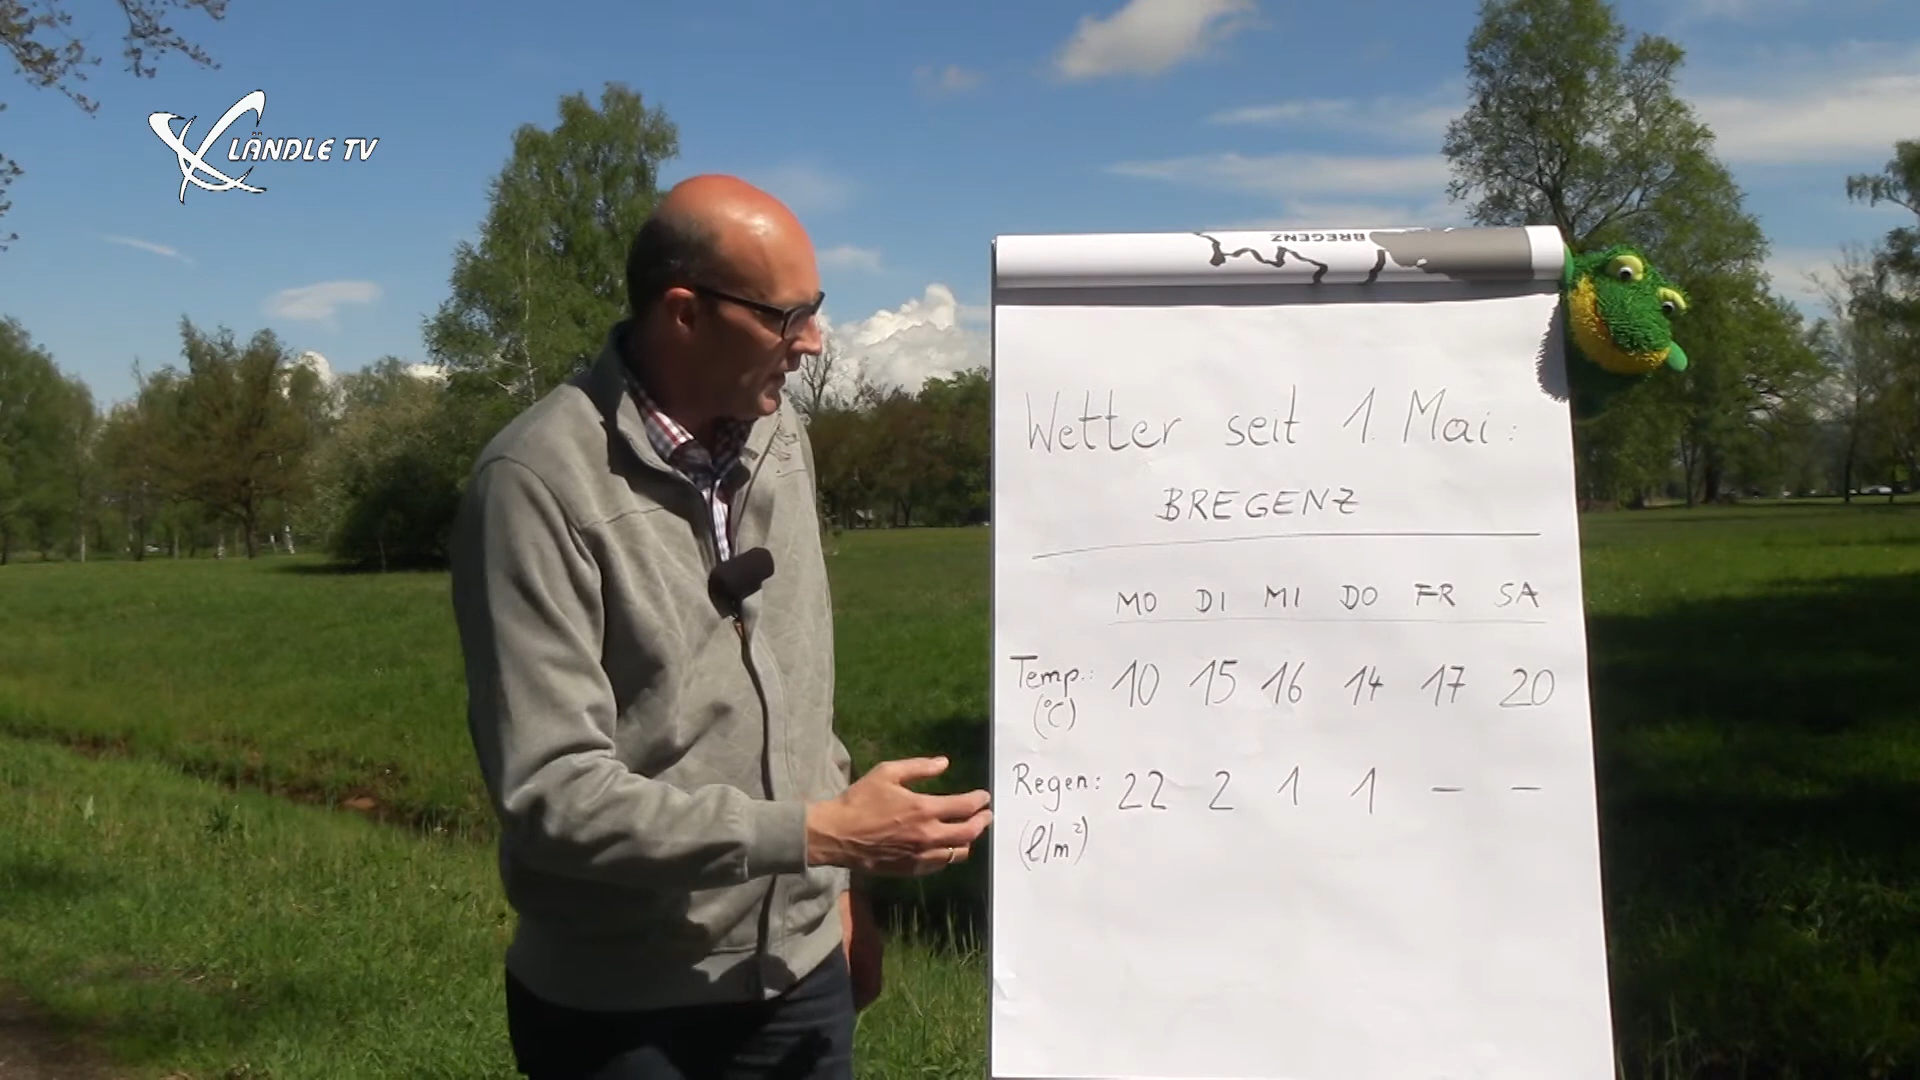 LÄNDLE TV
BREGENZ
Wetter seit 1. Mai:
BREGENZ
MO DI MI DO FR SA
Temp.: 10 15 16 14 17 20
(°C)
Regen: 22 2 1 1 – –
(l/m²)